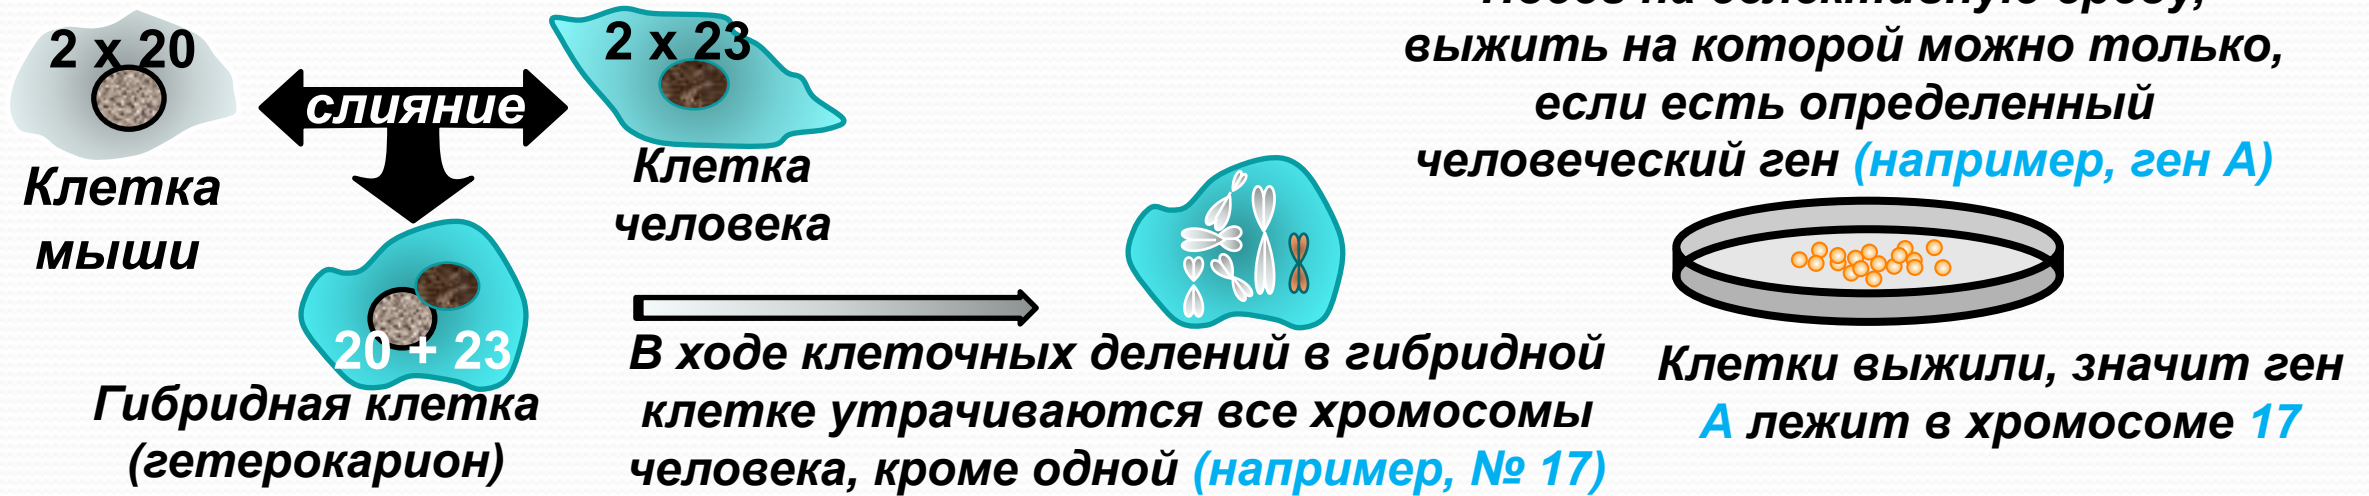 2 x 20
Клетка
мыши
слияние
2 x 23
Клетка
человека
20 + 23
Гибридная клетка
(гетерокарион)
В ходе клеточных делений в гибридной
клетке утрачиваются все хромосомы
человека, кроме одной (например, № 17)
выжить на которой можно только,
если есть определенный
человеческий ген (например, ген А)
Клетки выжили, значит ген
А лежит в хромосоме 17